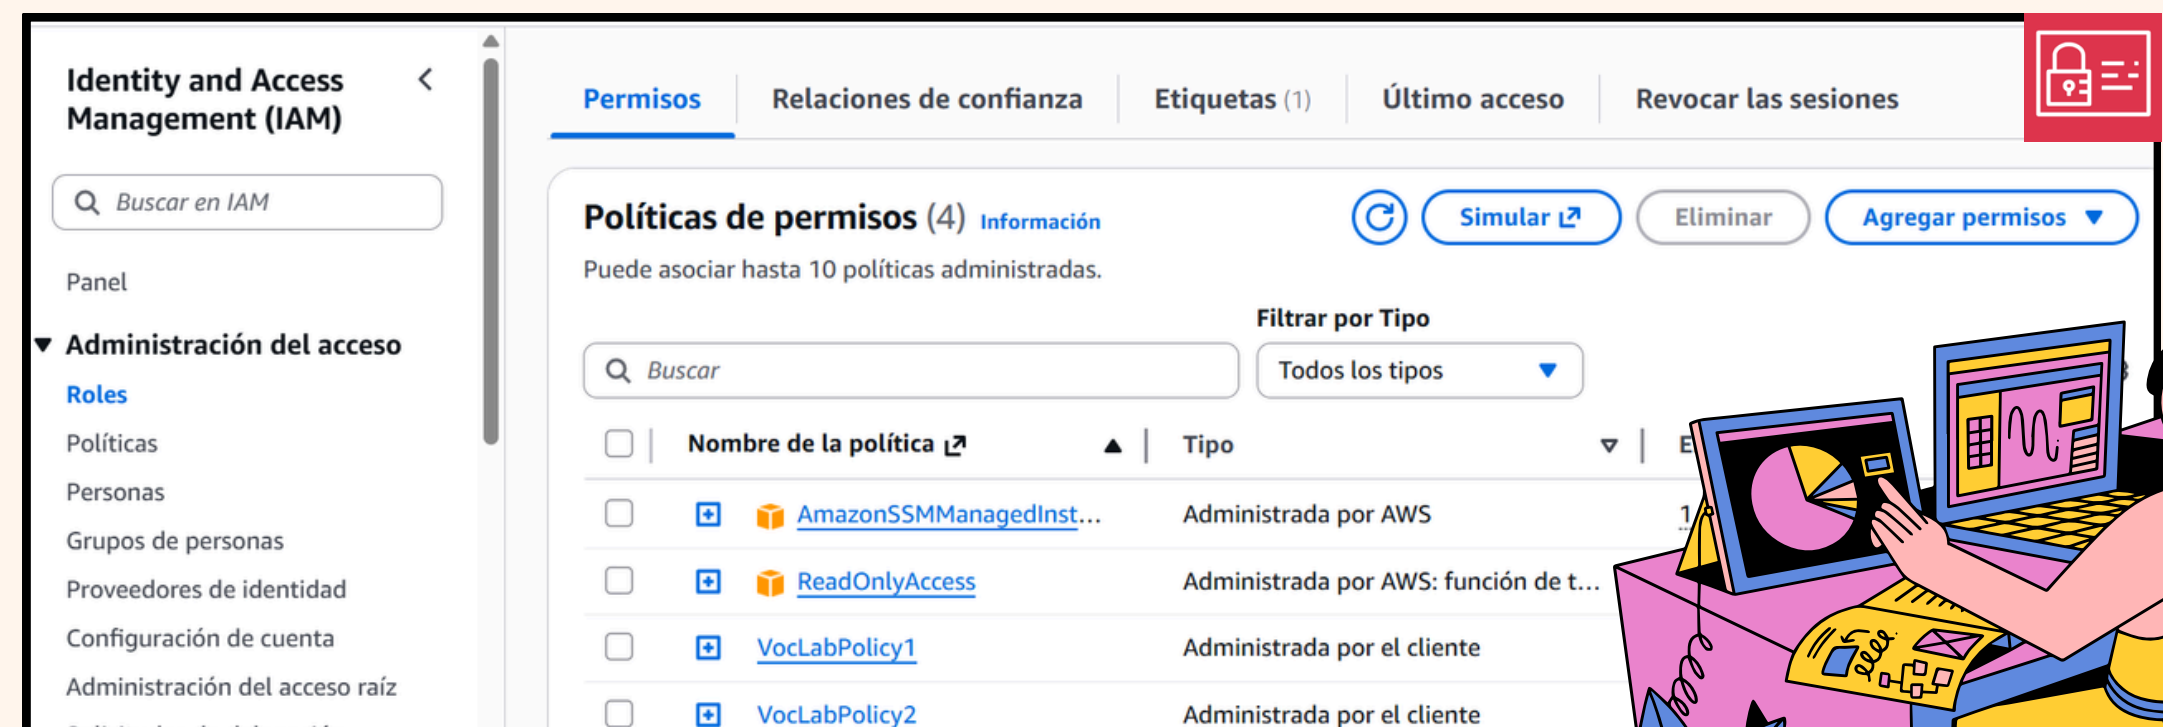 Identity and Access
Management (IAM)
Buscar en IAM
Panel
Administración del acceso
Roles
Políticas
Personas
Grupos de personas
Proveedores de identidad
Configuración de cuenta
Administración del acceso raíz
Permisos
Relaciones de confianza
Etiquetas (1)
Último acceso
Revocar las sesiones
Políticas de permisos (4) Información
Simular
Eliminar
Agregar permisos
Puede asociar hasta 10 políticas administradas.
Filtrar por Tipo
Buscar
Todos los tipos
Nombre de la política
Tipo
AmazonSSMManagedInst...
Administrada por AWS
1
ReadOnlyAccess
Administrada por AWS: función de t...
VocLabPolicy1
Administrada por el cliente
VocLabPolicy2
Administrada por el cliente